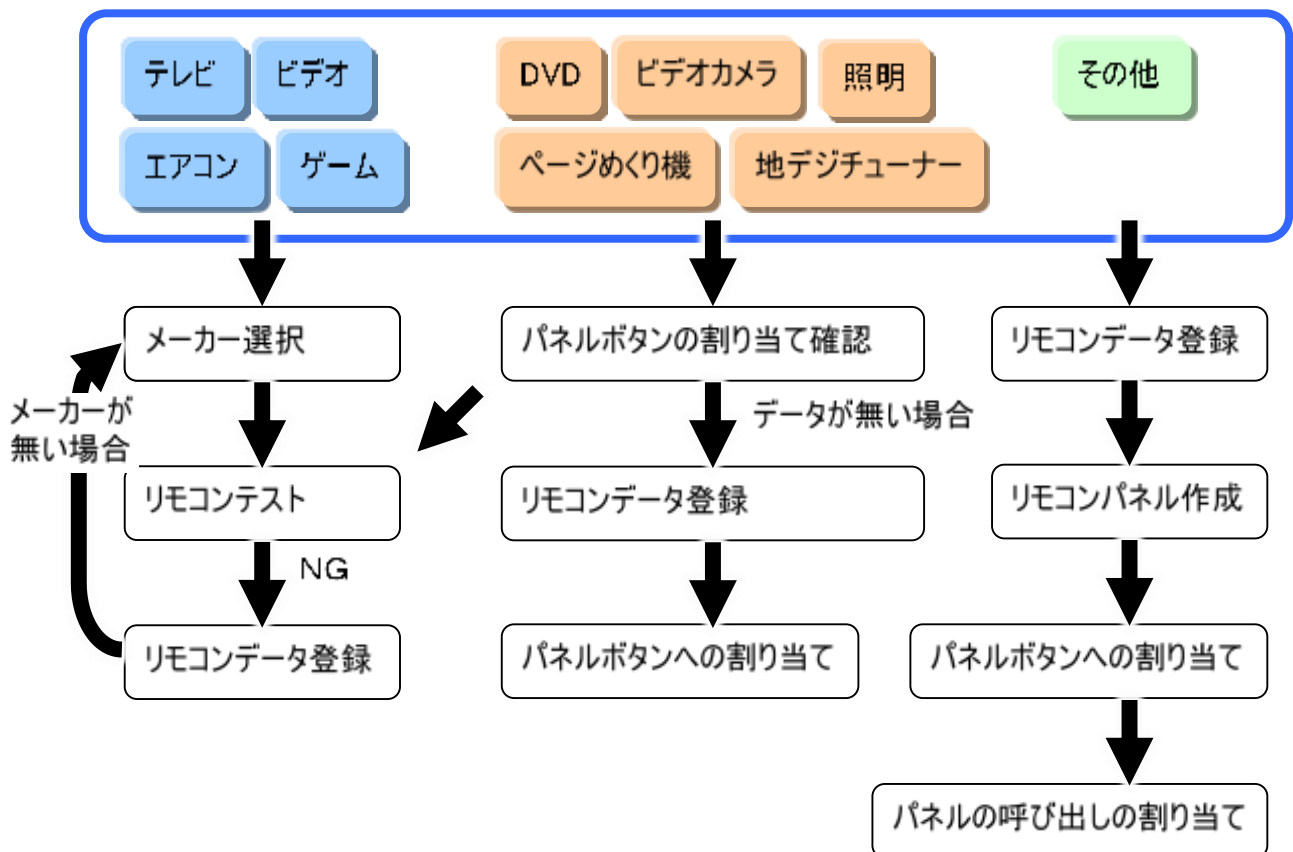 テレビ
ビデオ
DVD
ビデオカメラ
照明
その他
エアコン
ゲーム
ページめくり機
地デジチューナー
メーカー選択
パネルボタンの割り当て確認
リモコンデータ登録
メーカーが
無い場合
データが無い場合
リモコンテスト
リモコンデータ登録
リモコンパネル作成
NG
リモコンデータ登録
パネルボタンへの割り当て
パネルボタンへの割り当て
パネルの呼び出しの割り当て